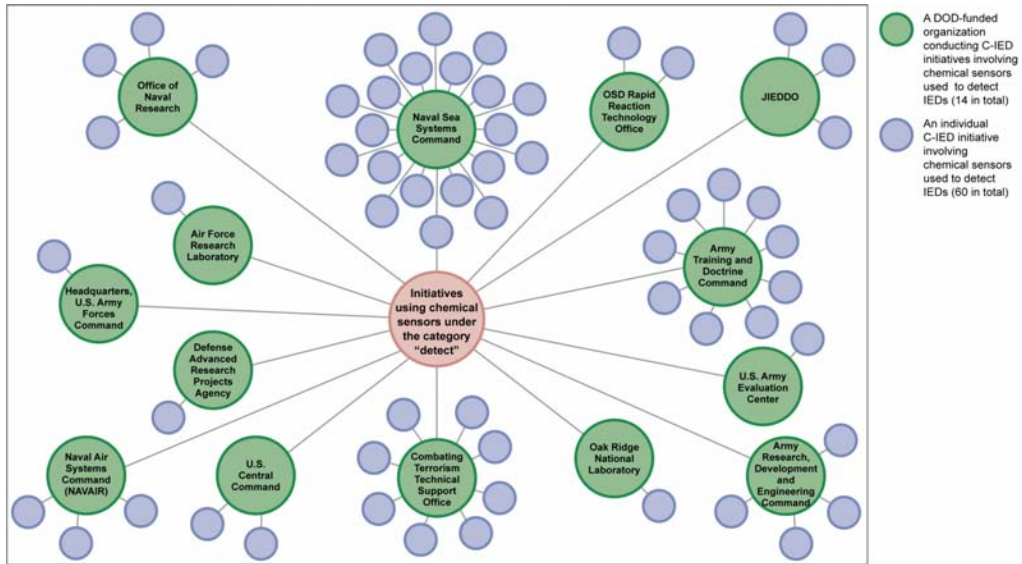 Office of
Naval
Research
Naval Sea
Systems
Command
OSD Rapid
Reaction
Technology
Office
JIEDDO
A DOD-funded
organization
conducting C-IED
initiatives involving
chemical sensors
used to detect
IEDs (14 in total)
An individual
C-IED initiative
involving
chemical sensors
used to detect
IEDs (60 in total)
Air Force
Research
Laboratory
Army
Training and
Doctrine
Command
Headquarters,
U.S. Army
Forces
Command
Initiatives
using chemical
sensors under
the category
"detect"
Defense
Advanced
Research
Projects
Agency
U.S. Army
Evaluation
Center
Naval Air
Systems
Command
(NAVAIR)
U.S.
Central
Command
Combating
Terrorism
Technical
Support
Office
Oak Ridge
National
Laboratory
Army
Research,
Development
and
Engineering
Command